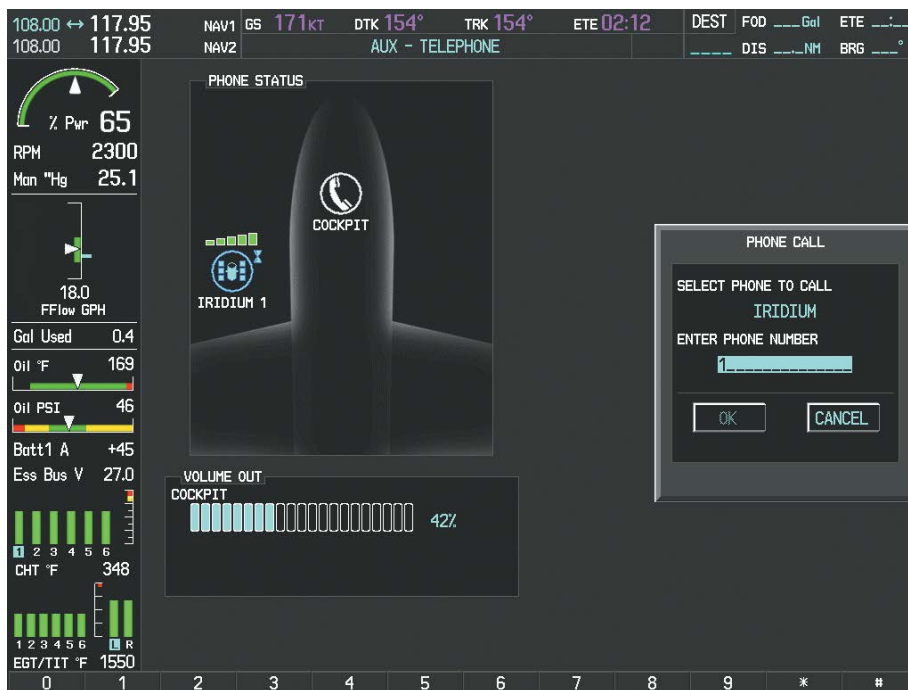 108.00 ↔ 117.95 NAV1 GS 171KT DTK 154° TRK 154° ETE 02:12 DEST FOD ___Gal ETE __:__
108.00 117.95 NAV2 AUX - TELEPHONE ____ DIS __._NM BRG ___°
% Pwr 65
RPM 2300
Man "Hg 25.1
18.0
FFlow GPH
Gal Used 0.4
Oil °F 169
Oil PSI 46
Batt1 A +45
Ess Bus V 27.0
1 2 3 4 5 6
CHT °F 348
1 2 3 4 5 6 L R
EGT/TIT °F 1550
PHONE STATUS
COCKPIT
IRIDIUM 1
VOLUME OUT
COCKPIT
42%
PHONE CALL
SELECT PHONE TO CALL
IRIDIUM
ENTER PHONE NUMBER
1______________
OK CANCEL
0 1 2 3 4 5 6 7 8 9 * #